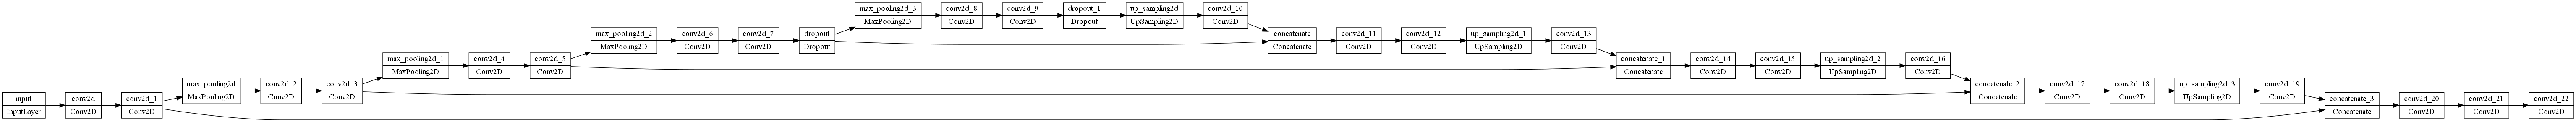 input
InputLayer
conv2d
Conv2D
conv2d_1
Conv2D
max_pooling2d
MaxPooling2D
conv2d_2
Conv2D
conv2d_3
Conv2D
max_pooling2d_1
MaxPooling2D
conv2d_4
Conv2D
conv2d_5
Conv2D
max_pooling2d_2
MaxPooling2D
conv2d_6
Conv2D
conv2d_7
Conv2D
dropout
Dropout
max_pooling2d_3
MaxPooling2D
conv2d_8
Conv2D
conv2d_9
Conv2D
dropout_1
Dropout
up_sampling2d
UpSampling2D
conv2d_10
Conv2D
concatenate
Concatenate
conv2d_11
Conv2D
conv2d_12
Conv2D
up_sampling2d_1
UpSampling2D
conv2d_13
Conv2D
concatenate_1
Concatenate
conv2d_14
Conv2D
conv2d_15
Conv2D
up_sampling2d_2
UpSampling2D
conv2d_16
Conv2D
concatenate_2
Concatenate
conv2d_17
Conv2D
conv2d_18
Conv2D
up_sampling2d_3
UpSampling2D
conv2d_19
Conv2D
concatenate_3
Concatenate
conv2d_20
Conv2D
conv2d_21
Conv2D
conv2d_22
Conv2D